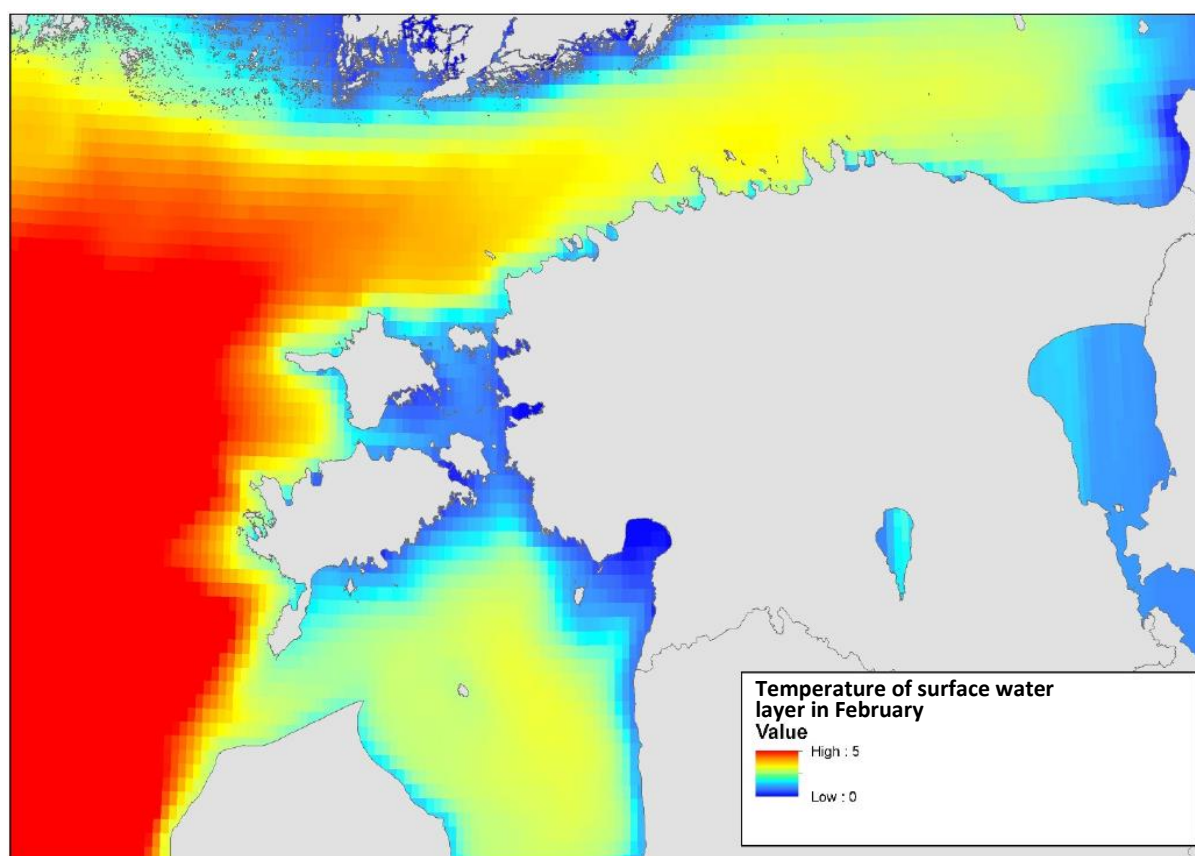 Temperature of surface water
layer in February
Value
High : 5
Low : 0